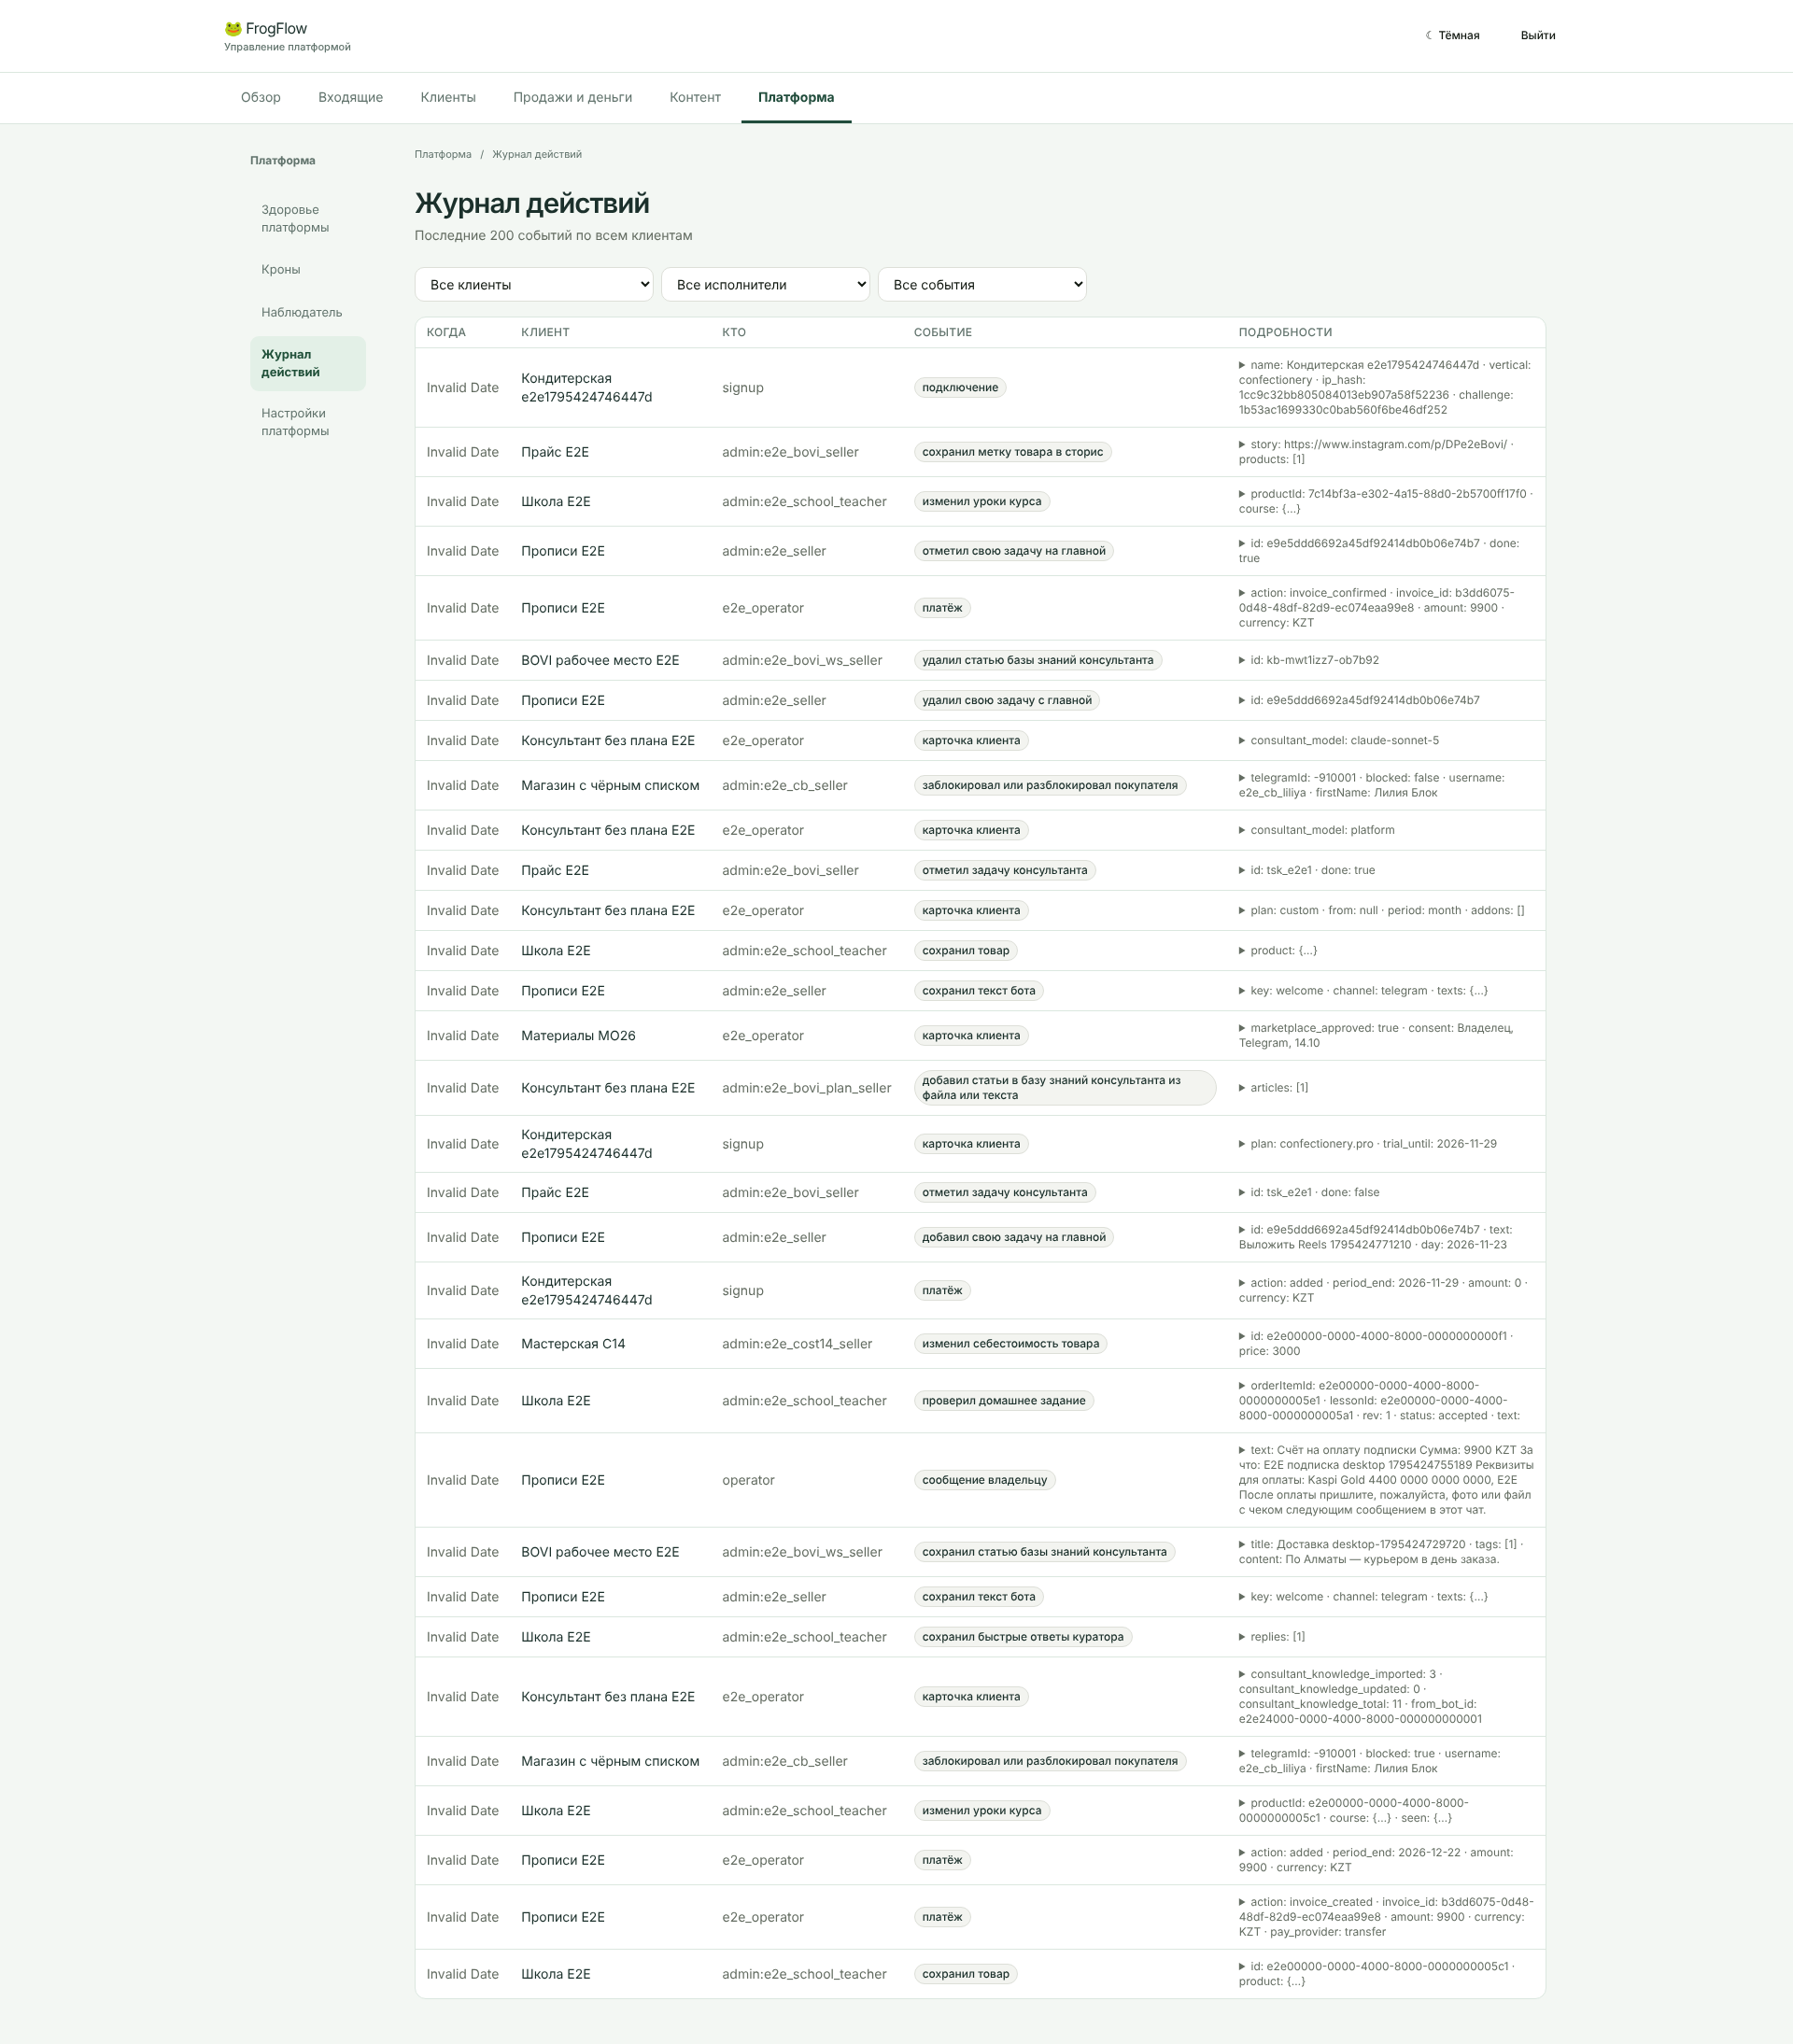 🐸 FrogFlow
Управление платформой
☾ Тёмная
Выйти
Обзор
Входящие
Клиенты
Продажи и деньги
Контент
Платформа
Платформа
Здоровье
платформы
Кроны
Наблюдатель
Журнал
действий
Настройки
платформы
Платформа / Журнал действий
Журнал действий
Последние 200 событий по всем клиентам
Все клиенты
Все исполнители
Все события
КОГДА КЛИЕНТ КТО СОБЫТИЕ ПОДРОБНОСТИ
Invalid Date
Кондитерская
e2e1795424746447d
signup
подключение
▶ name: Кондитерская e2e1795424746447d · vertical:
confectionery · ip_hash:
1cc9c32bb805084013eb907a58f52236 · challenge:
1b53ac1699330c0bab560f6be46df252
Invalid Date
Прайс E2E
admin:e2e_bovi_seller
сохранил метку товара в сторис
▶ story: https://www.instagram.com/p/DPe2eBovi/ ·
products: [1]
Invalid Date
Школа E2E
admin:e2e_school_teacher
изменил уроки курса
▶ productId: 7c14bf3a-e302-4a15-88d0-2b5700ff17f0 ·
course: {…}
Invalid Date
Прописи E2E
admin:e2e_seller
отметил свою задачу на главной
▶ id: e9e5ddd6692a45df92414db0b06e74b7 · done:
true
Invalid Date
Прописи E2E
e2e_operator
платёж
▶ action: invoice_confirmed · invoice_id: b3dd6075-
0d48-48df-82d9-ec074eaa99e8 · amount: 9900 ·
currency: KZT
Invalid Date
BOVI рабочее место E2E
admin:e2e_bovi_ws_seller
удалил статью базы знаний консультанта
▶ id: kb-mwt1izz7-ob7b92
Invalid Date
Прописи E2E
admin:e2e_seller
удалил свою задачу с главной
▶ id: e9e5ddd6692a45df92414db0b06e74b7
Invalid Date
Консультант без плана E2E
e2e_operator
карточка клиента
▶ consultant_model: claude-sonnet-5
Invalid Date
Магазин с чёрным списком
admin:e2e_cb_seller
заблокировал или разблокировал покупателя
▶ telegramId: -910001 · blocked: false · username:
e2e_cb_liliya · firstName: Лилия Блок
Invalid Date
Консультант без плана E2E
e2e_operator
карточка клиента
▶ consultant_model: platform
Invalid Date
Прайс E2E
admin:e2e_bovi_seller
отметил задачу консультанта
▶ id: tsk_e2e1 · done: true
Invalid Date
Консультант без плана E2E
e2e_operator
карточка клиента
▶ plan: custom · from: null · period: month · addons: []
Invalid Date
Школа E2E
admin:e2e_school_teacher
сохранил товар
▶ product: {…}
Invalid Date
Прописи E2E
admin:e2e_seller
сохранил текст бота
▶ key: welcome · channel: telegram · texts: {…}
Invalid Date
Материалы MO26
e2e_operator
карточка клиента
▶ marketplace_approved: true · consent: Владелец,
Telegram, 14.10
Invalid Date
Консультант без плана E2E
admin:e2e_bovi_plan_seller
добавил статьи в базу знаний консультанта из
файла или текста
▶ articles: [1]
Invalid Date
Кондитерская
e2e1795424746447d
signup
карточка клиента
▶ plan: confectionery.pro · trial_until: 2026-11-29
Invalid Date
Прайс E2E
admin:e2e_bovi_seller
отметил задачу консультанта
▶ id: tsk_e2e1 · done: false
Invalid Date
Прописи E2E
admin:e2e_seller
добавил свою задачу на главной
▶ id: e9e5ddd6692a45df92414db0b06e74b7 · text:
Выложить Reels 1795424771210 · day: 2026-11-23
Invalid Date
Кондитерская
e2e1795424746447d
signup
платёж
▶ action: added · period_end: 2026-11-29 · amount: 0 ·
currency: KZT
Invalid Date
Мастерская C14
admin:e2e_cost14_seller
изменил себестоимость товара
▶ id: e2e00000-0000-4000-8000-0000000000f1 ·
price: 3000
Invalid Date
Школа E2E
admin:e2e_school_teacher
проверил домашнее задание
▶ orderItemId: e2e00000-0000-4000-8000-
0000000005e1 · lessonId: e2e00000-0000-4000-
8000-0000000005a1 · rev: 1 · status: accepted · text:
Invalid Date
Прописи E2E
operator
сообщение владельцу
▶ text: Счёт на оплату подписки Сумма: 9900 KZT За
что: E2E подписка desktop 1795424755189 Реквизиты
для оплаты: Kaspi Gold 4400 0000 0000 0000, E2E
После оплаты пришлите, пожалуйста, фото или файл
с чеком следующим сообщением в этот чат.
Invalid Date
BOVI рабочее место E2E
admin:e2e_bovi_ws_seller
сохранил статью базы знаний консультанта
▶ title: Доставка desktop-1795424729720 · tags: [1] ·
content: По Алматы — курьером в день заказа.
Invalid Date
Прописи E2E
admin:e2e_seller
сохранил текст бота
▶ key: welcome · channel: telegram · texts: {…}
Invalid Date
Школа E2E
admin:e2e_school_teacher
сохранил быстрые ответы куратора
▶ replies: [1]
Invalid Date
Консультант без плана E2E
e2e_operator
карточка клиента
▶ consultant_knowledge_imported: 3 ·
consultant_knowledge_updated: 0 ·
consultant_knowledge_total: 11 · from_bot_id:
e2e24000-0000-4000-8000-000000000001
Invalid Date
Магазин с чёрным списком
admin:e2e_cb_seller
заблокировал или разблокировал покупателя
▶ telegramId: -910001 · blocked: true · username:
e2e_cb_liliya · firstName: Лилия Блок
Invalid Date
Школа E2E
admin:e2e_school_teacher
изменил уроки курса
▶ productId: e2e00000-0000-4000-8000-
0000000005c1 · course: {…} · seen: {…}
Invalid Date
Прописи E2E
e2e_operator
платёж
▶ action: added · period_end: 2026-12-22 · amount:
9900 · currency: KZT
Invalid Date
Прописи E2E
e2e_operator
платёж
▶ action: invoice_created · invoice_id: b3dd6075-0d48-
48df-82d9-ec074eaa99e8 · amount: 9900 · currency:
KZT · pay_provider: transfer
Invalid Date
Школа E2E
admin:e2e_school_teacher
сохранил товар
▶ id: e2e00000-0000-4000-8000-0000000005c1 ·
product: {…}